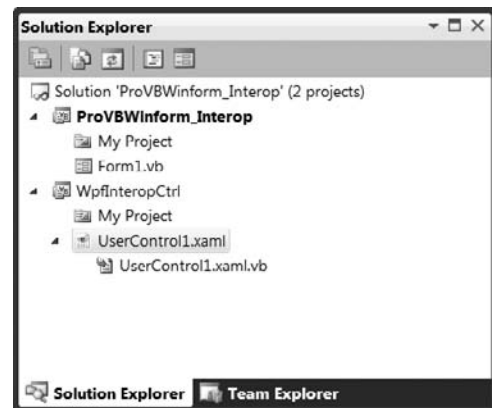 Solution Explorer
Solution 'ProVBWinform_Interop' (2 projects)
ProVBWinform_Interop
My Project
Form1.vb
WpfInteropCtrl
My Project
UserControl1.xaml
UserControl1.xaml.vb
Solution Explorer Team Explorer